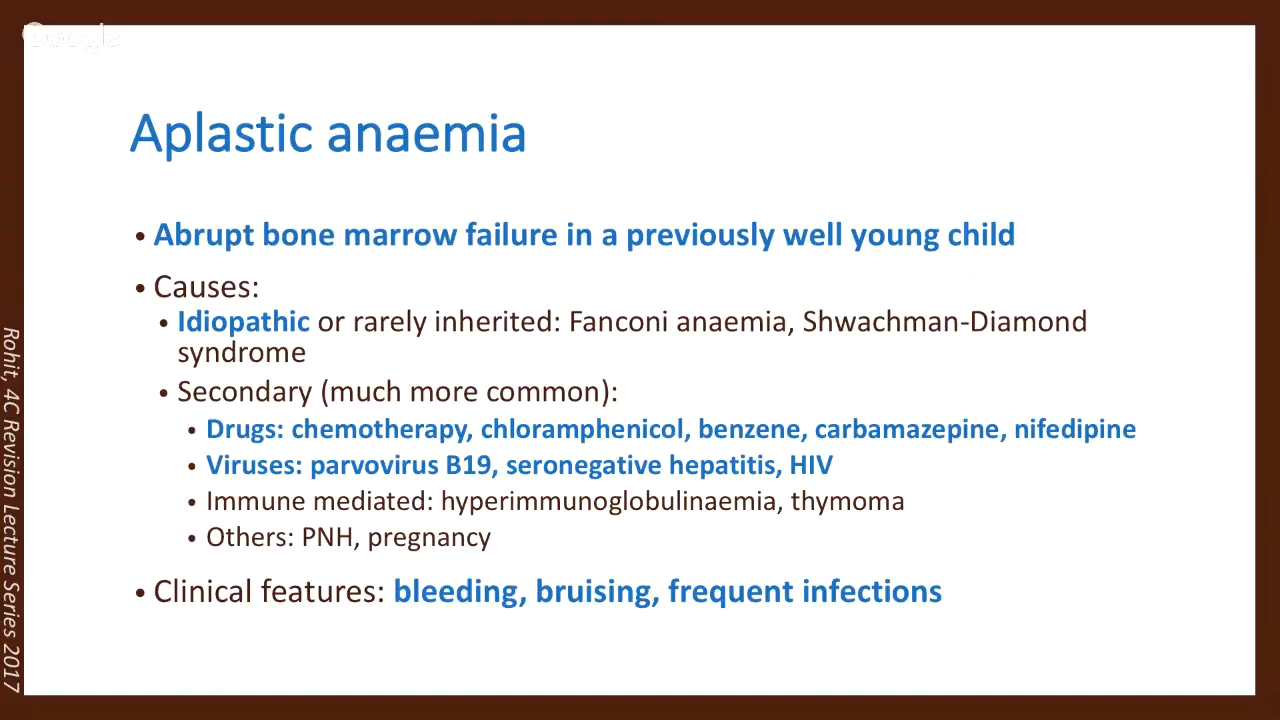 Google
Aplastic anaemia
• Abrupt bone marrow failure in a previously well young child
• Causes:
• Idiopathic or rarely inherited: Fanconi anaemia, Shwachman-Diamond
syndrome
• Secondary (much more common):
• Drugs: chemotherapy, chloramphenicol, benzene, carbamazepine, nifedipine
• Viruses: parvovirus B19, seronegative hepatitis, HIV
• Immune mediated: hyperimmunoglobulinaemia, thymoma
• Others: PNH, pregnancy
• Clinical features: bleeding, bruising, frequent infections
Rohit, 4C Revision Lecture Series 2017